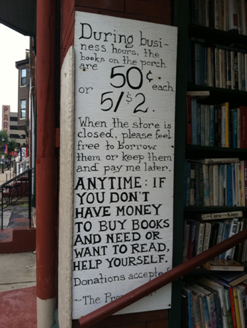 During busi-
ness hours, the
books on the porch
are 50¢ each
or 5/$2.
When the store is
closed, please feel
free to borrow
them or keep them
and pay me later.
ANYTIME: IF
YOU DON'T
HAVE MONEY
TO BUY BOOKS
AND NEED OR
WANT TO READ,
HELP YOURSELF.
Donations accepted
~The